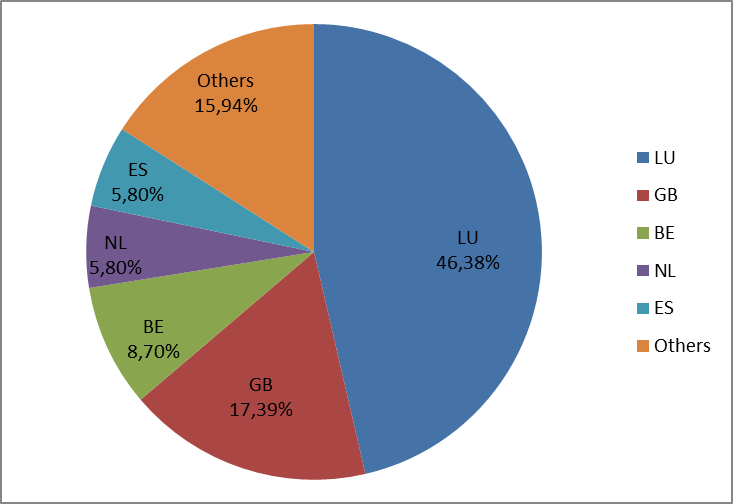 LU
46,38%
GB
17,39%
BE
8,70%
NL
5,80%
ES
5,80%
Others
15,94%
LU
GB
BE
NL
ES
Others